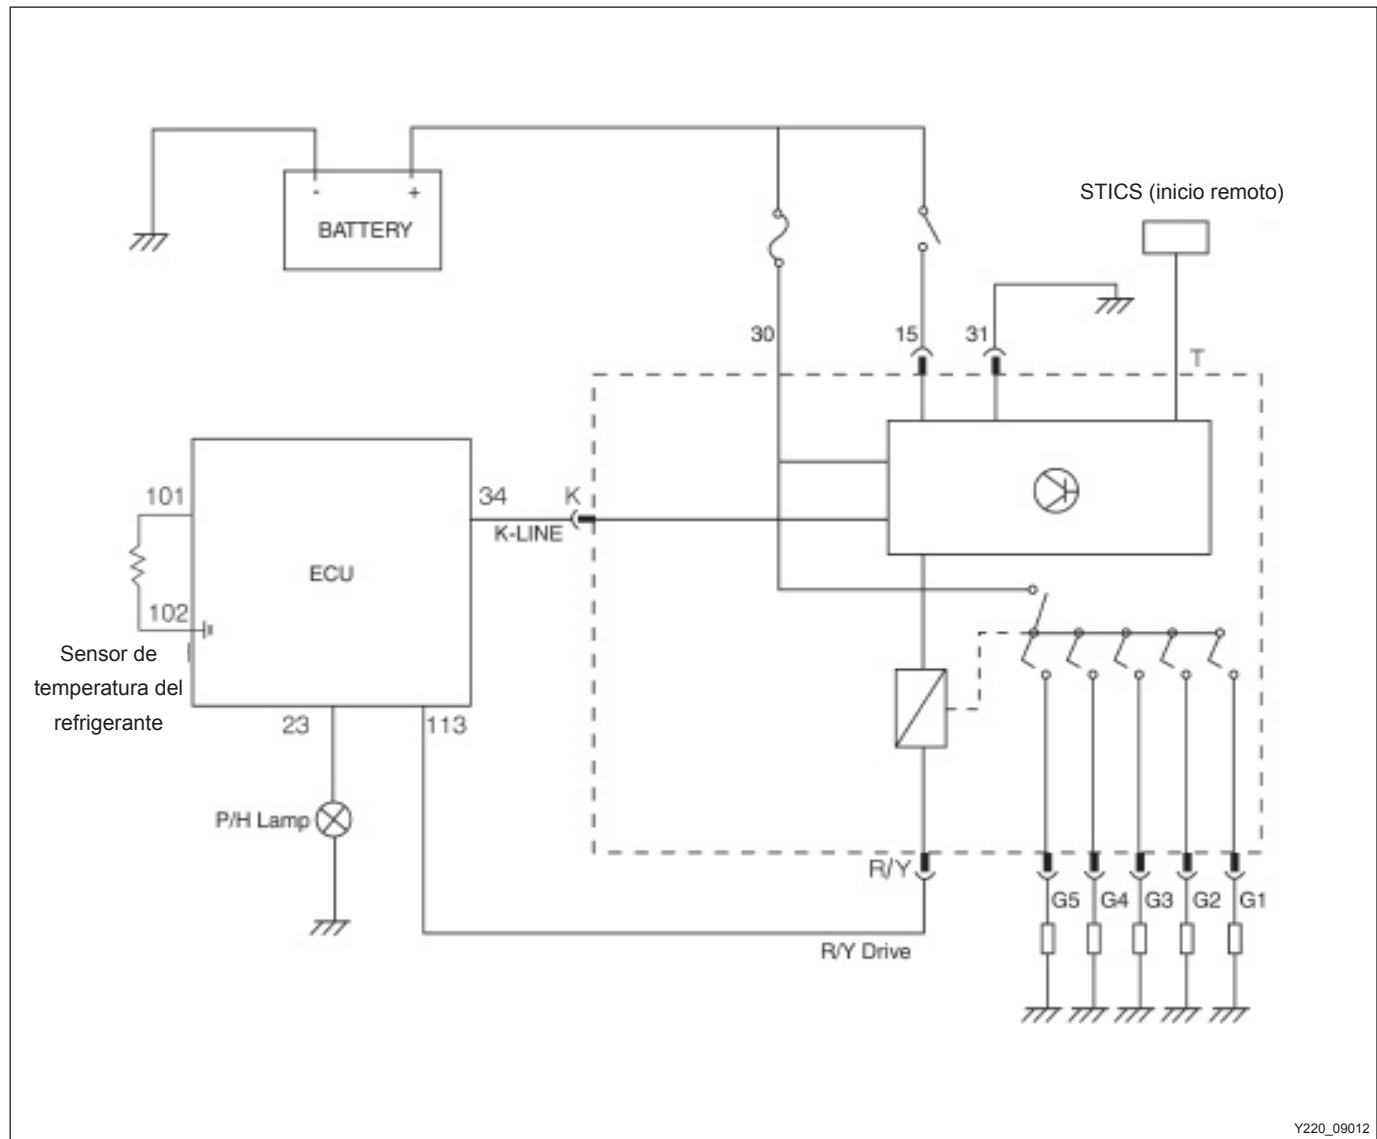 STICS (inicio remoto)
- +
BATTERY
30 15 31
T
101 34 K
K-LINE
ECU
102
Sensor de
temperatura del
refrigerante
23 113
P/H Lamp
R/Y
G5 G4 G3 G2 G1
R/Y Drive
Y220_09012